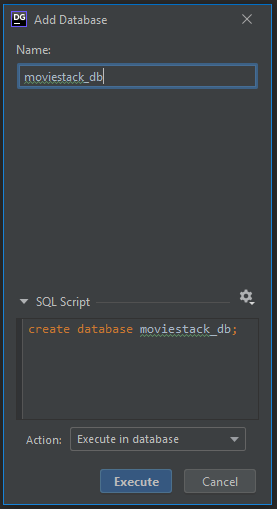 DG
Add Database
Name:
moviestack_db
SQL Script
create database moviestack_db;
Action: Execute in database
Execute Cancel